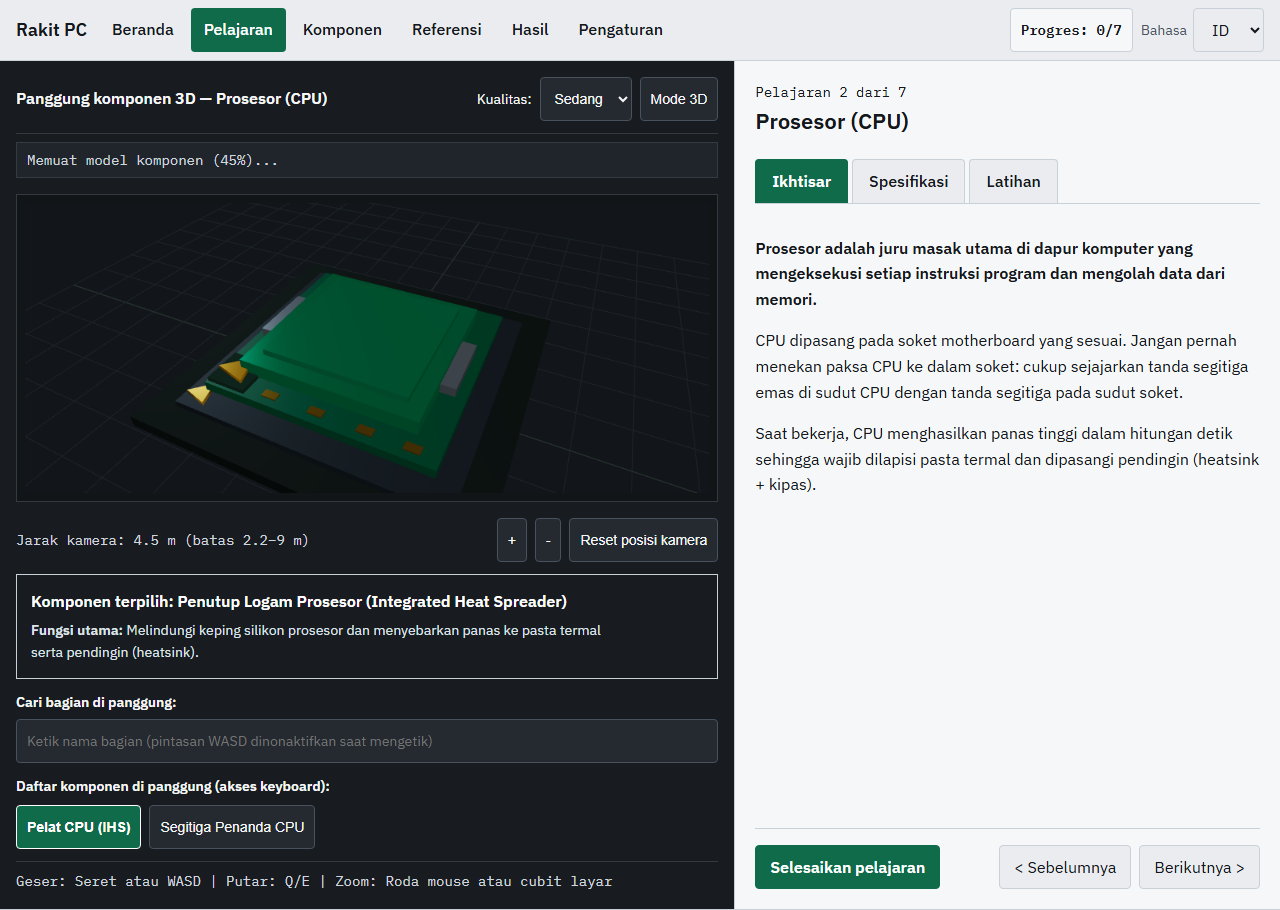 Rakit PC
Beranda
Pelajaran
Komponen
Referensi
Hasil
Pengaturan
Progres: 0/7
Bahasa
ID
Panggung komponen 3D — Prosesor (CPU)
Kualitas:
Sedang
Mode 3D
Memuat model komponen (45%)...
Jarak kamera: 4.5 m (batas 2.2–9 m)
+
-
Reset posisi kamera
Komponen terpilih: Penutup Logam Prosesor (Integrated Heat Spreader)
Fungsi utama: Melindungi keping silikon prosesor dan menyebarkan panas ke pasta termal
serta pendingin (heatsink).
Cari bagian di panggung:
Ketik nama bagian (pintasan WASD dinonaktifkan saat mengetik)
Daftar komponen di panggung (akses keyboard):
Pelat CPU (IHS)
Segitiga Penanda CPU
Geser: Seret atau WASD | Putar: Q/E | Zoom: Roda mouse atau cubit layar
Pelajaran 2 dari 7
Prosesor (CPU)
Ikhtisar
Spesifikasi
Latihan
Prosesor adalah juru masak utama di dapur komputer yang
mengeksekusi setiap instruksi program dan mengolah data dari
memori.
CPU dipasang pada soket motherboard yang sesuai. Jangan pernah
menekan paksa CPU ke dalam soket: cukup sejajarkan tanda segitiga
emas di sudut CPU dengan tanda segitiga pada sudut soket.
Saat bekerja, CPU menghasilkan panas tinggi dalam hitungan detik
sehingga wajib dilapisi pasta termal dan dipasangi pendingin (heatsink
+ kipas).
Selesaikan pelajaran
< Sebelumnya
Berikutnya >